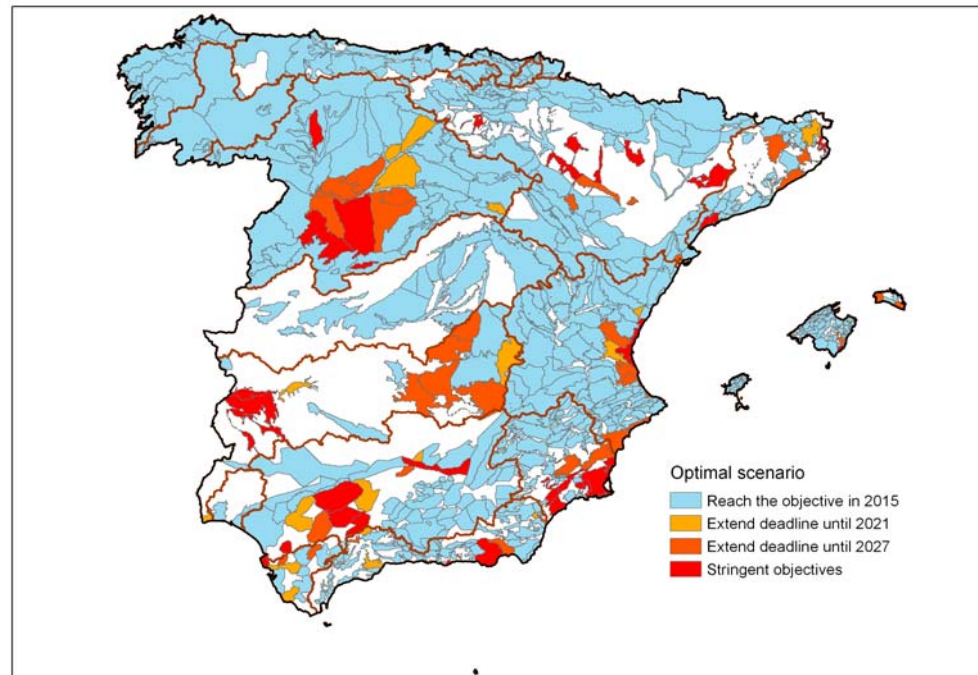 Optimal scenario
Reach the objective in 2015
Extend deadline until 2021
Extend deadline until 2027
Stringent objectives